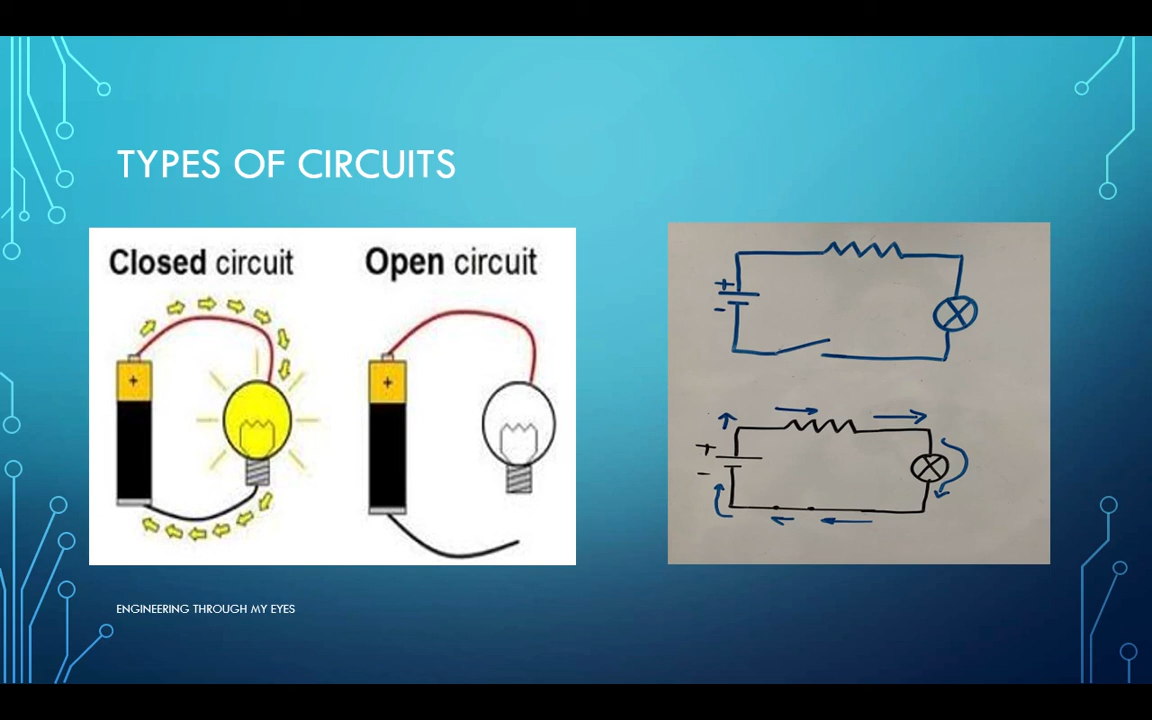 TYPES OF CIRCUITS
Closed circuit
Open circuit
+
+
+
-
+
-
ENGINEERING THROUGH MY EYES